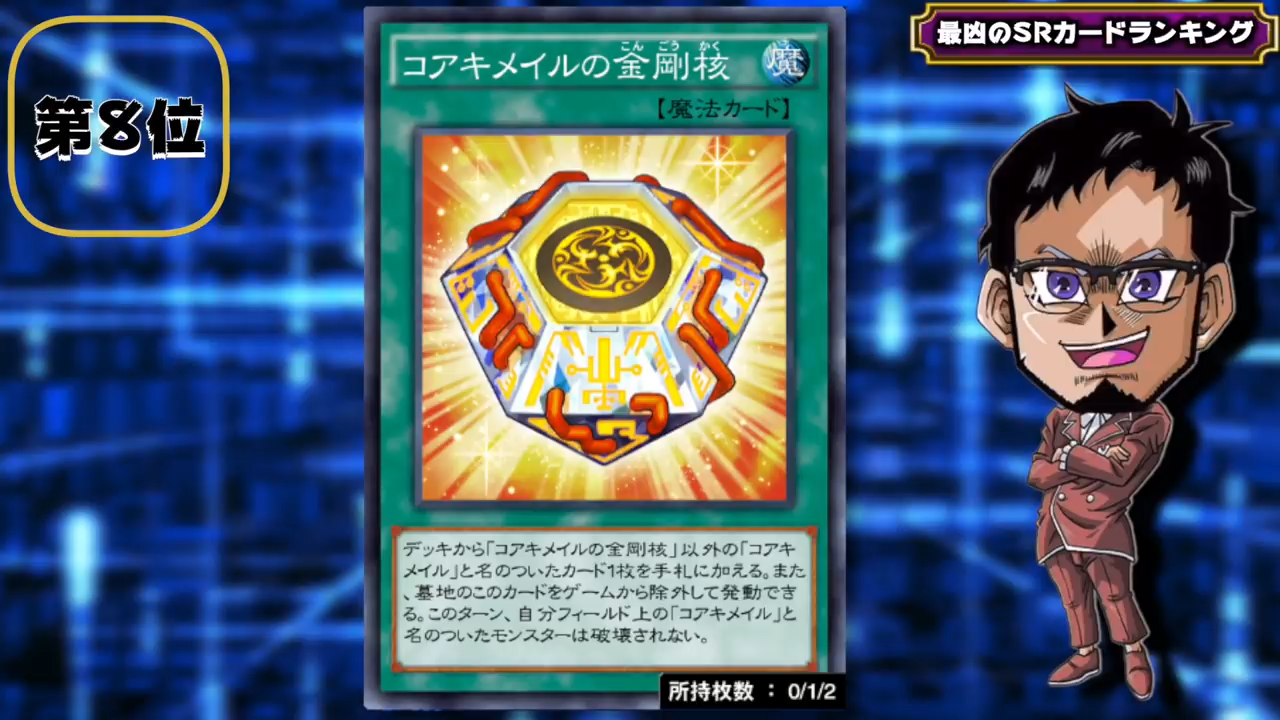 第8位
最凶のSRカードランキング
こんごうかく
コアキメイルの金剛核
魔
【魔法カード】
デッキから「コアキメイルの金剛核」以外の「コアキ
メイル」と名のついたカード1枚を手札に加える。また
、墓地のこのカードをゲームから除外して発動でき
る。このターン、自分フィールド上の「コアキメイル」と
名のついたモンスターは破壊されない。
所持枚数 : 0/1/2